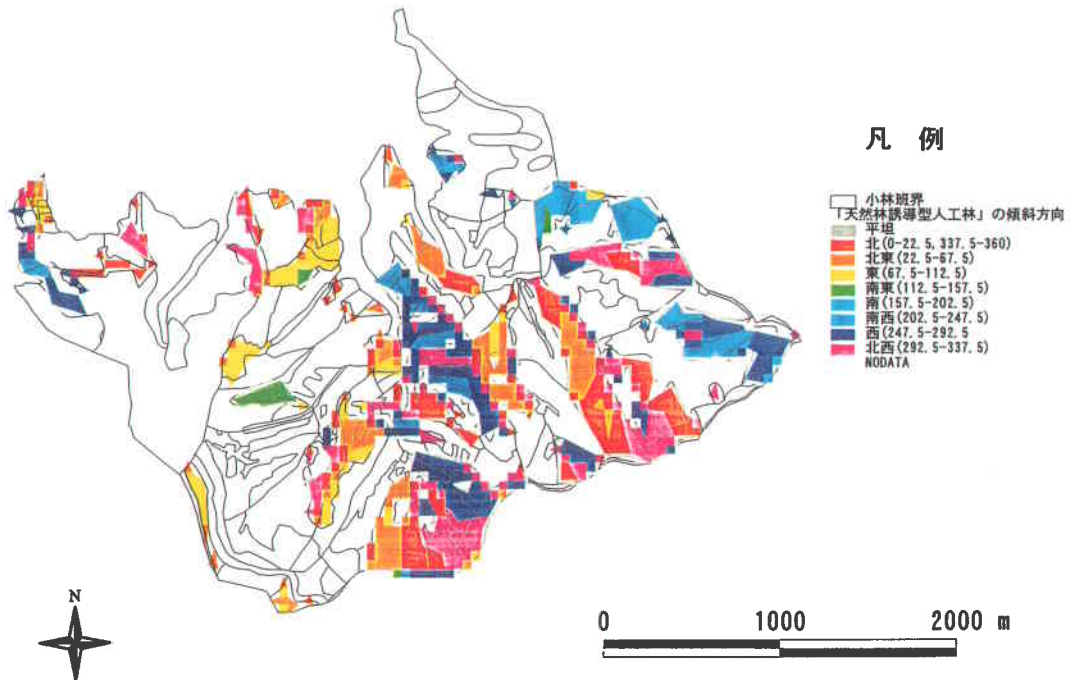 凡 例
小林班界
「天然林誘導型人工林」の傾斜方向
平坦
北(0-22.5, 337.5-360)
北東(22.5-67.5)
東(67.5-112.5)
南東(112.5-157.5)
南(157.5-202.5)
南西(202.5-247.5)
西(247.5-292.5
北西(292.5-337.5)
NODATA
N
0 1000 2000 m